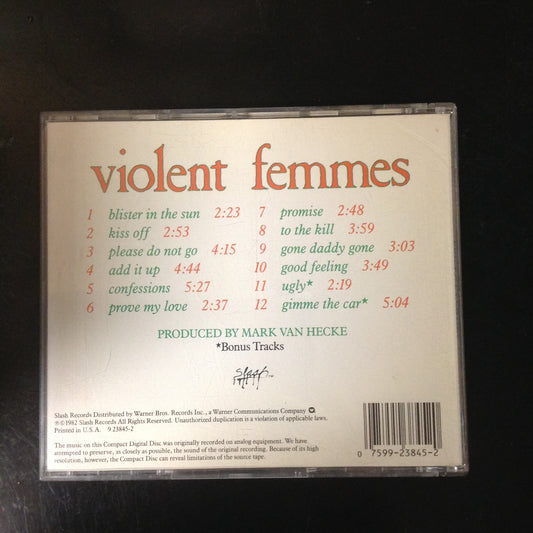 violent femmes
1 blister in the sun 2:23
2 kiss off 2:53
3 please do not go 4:15
4 add it up 4:44
5 confessions 5:27
6 prove my love 2:37
7 promise 2:48
8 to the kill 3:59
9 gone daddy gone 3:03
10 good feeling 3:49
11 ugly* 2:19
12 gimme the car* 5:04
PRODUCED BY MARK VAN HECKE
*Bonus Tracks
Slash
Slash Records Distributed by Warner Bros. Records Inc., a Warner Communications Company
℗©1982 Slash Records All Rights Reserved. Unauthorized duplication is a violation of applicable laws.
Printed in U.S.A. 9 23845-2
The music on this Compact Digital Disc was originally recorded on analog equipment. We have
attempted to preserve, as closely as possible, the sound of the original recording. Because of its high
resolution, however, the Compact Disc can reveal limitations of the source tape.
0 7599-23845-2